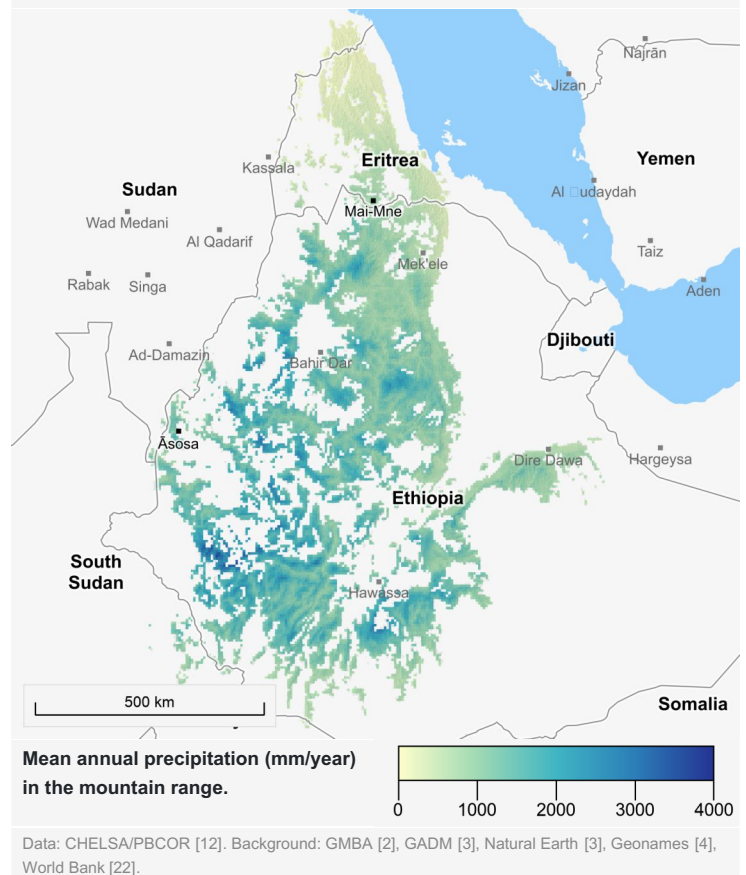 Najrān
Jizan
Kassala
Eritrea
Yemen
Sudan
Al 􀀀udaydah
Wad Medani
Mai-Mne
Al Qadarif
Taiz
Mek'ele
Rabak
Singa
Aden
Djibouti
Ad-Damazin
Bahir Dar
Āsosa
Dire Dawa
Hargeysa
Ethiopia
South
Sudan
Hawassa
500 km
Somalia
Mean annual precipitation (mm/year)
in the mountain range.
0 1000 2000 3000 4000
Data: CHELSA/PBCOR [12]. Background: GMBA [2], GADM [3], Natural Earth [3], Geonames [4],
World Bank [22].